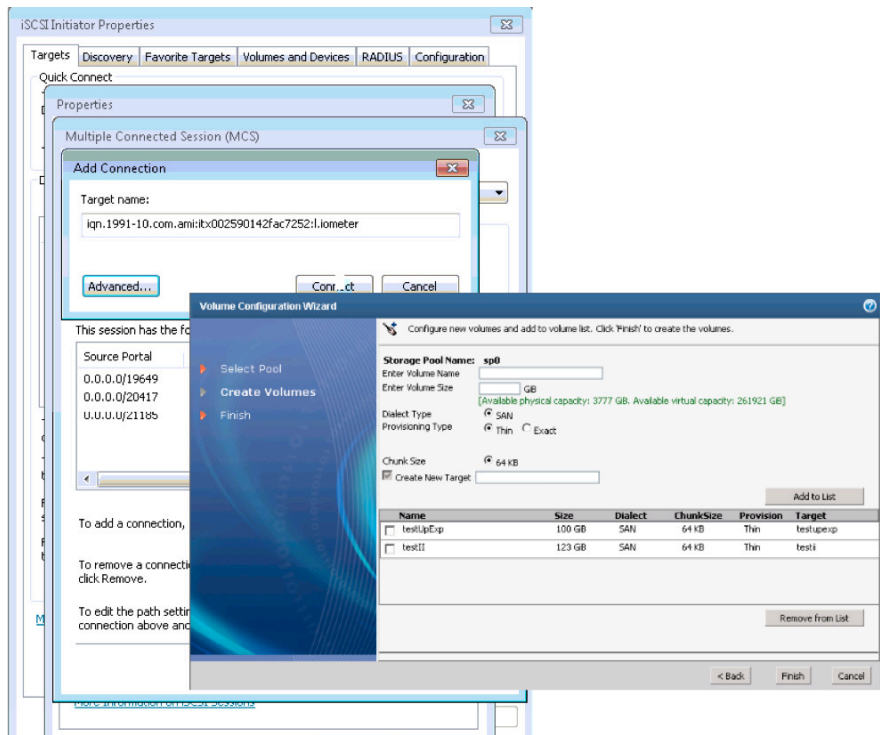 iSCSI Initiator Properties
Targets Discovery Favorite Targets Volumes and Devices RADIUS Configuration
Quick Connect
Properties
Multiple Connected Session (MCS)
Add Connection
Target name:
iqn.1991-10.com.ami:itx002590142fac7252:l.iometer
Advanced... Connect Cancel
This session has the fo
Source Portal
0.0.0.0/19649
0.0.0.0/20417
0.0.0.0/21185
To add a connection,
To remove a connecti
click Remove.
To edit the path settin
connection above and
More Information on iSCSI Sessions
Volume Configuration Wizard
Select Pool
Create Volumes
Finish
Configure new volumes and add to volume list. Click 'Finish' to create the volumes.
Storage Pool Name: sp0
Enter Volume Name
Enter Volume Size GB
[Available physical capacity: 3777 GB. Available virtual capacity: 261921 GB]
Dialect Type SAN
Provisioning Type Thin Exact
Chunk Size 64 KB
Create New Target
Add to List
Name Size Dialect ChunkSize Provision Target
testUpExp 100 GB SAN 64 KB Thin testupexp
testII 123 GB SAN 64 KB Thin testii
Remove from List
< Back Finish Cancel